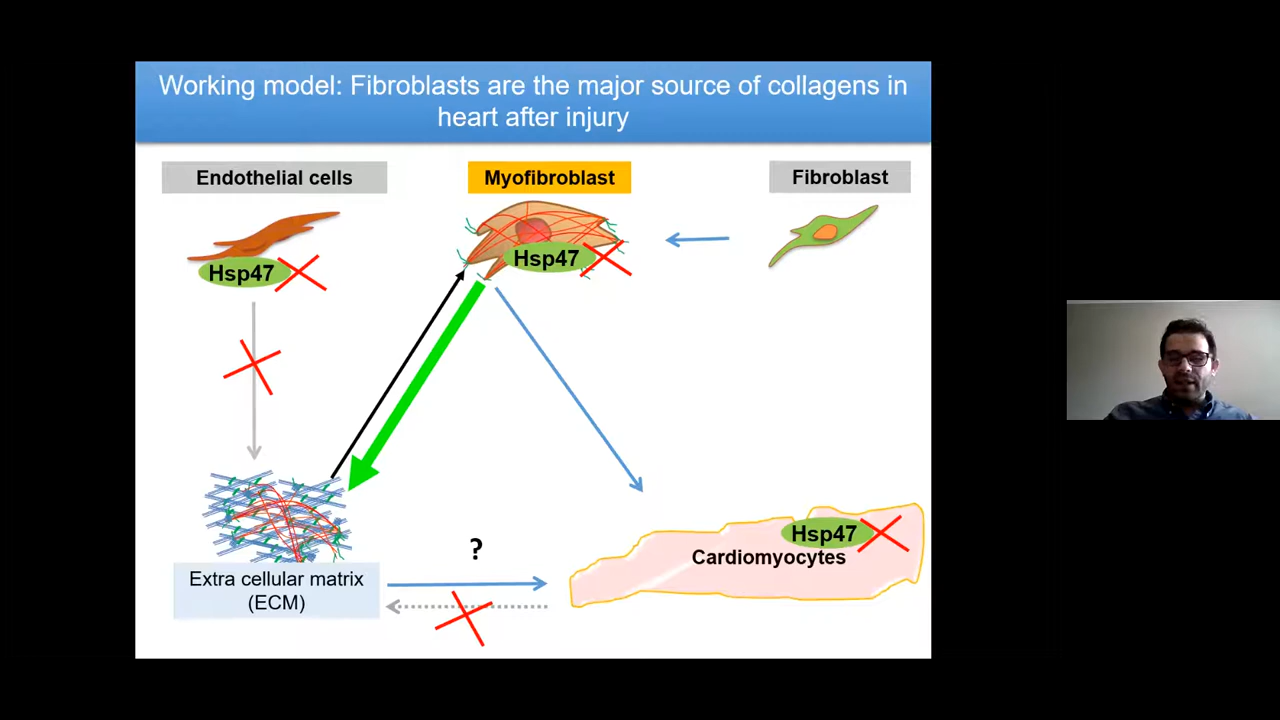 Working model: Fibroblasts are the major source of collagens in
heart after injury
Endothelial cells
Myofibroblast
Fibroblast
Hsp47
Hsp47
Hsp47
Cardiomyocytes
?
Extra cellular matrix
(ECM)